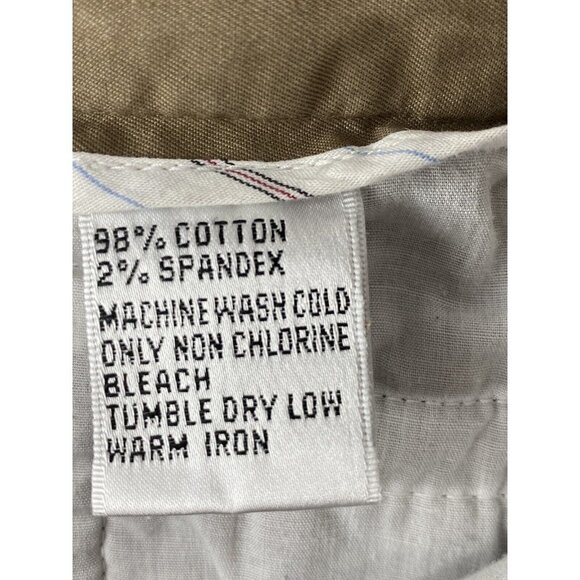 98% COTTON
2% SPANDEX
MACHINE WASH COLD
ONLY NON CHLORINE
BLEACH
TUMBLE DRY LOW
WARM IRON